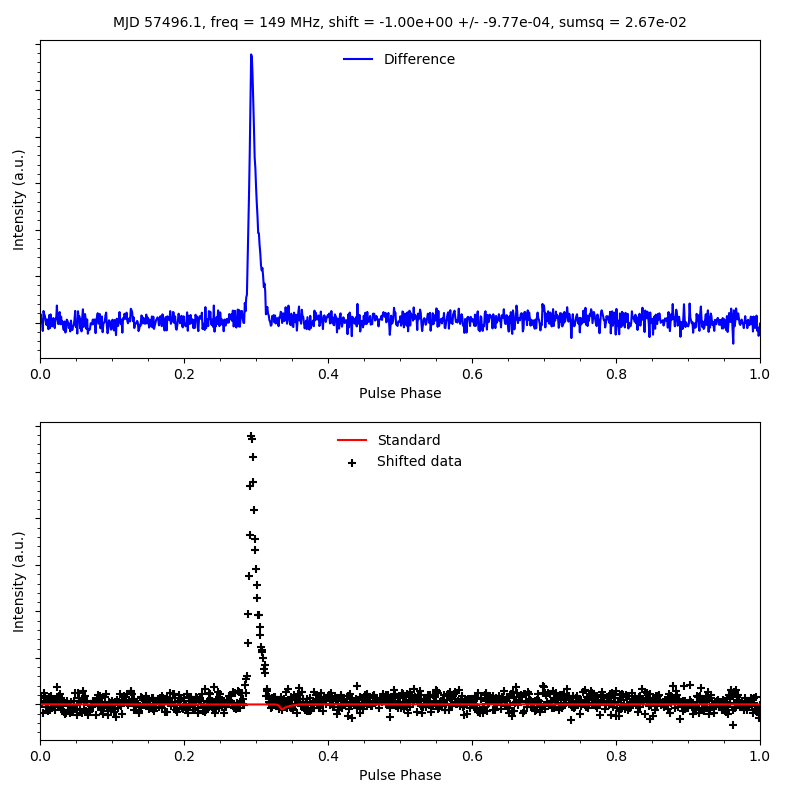 MJD 57496.1, freq = 149 MHz, shift = -1.00e+00 +/- -9.77e-04, sumsq = 2.67e-02
Difference
Intensity (a.u.)
0.0 0.2 0.4 0.6 0.8 1.0
Pulse Phase
Standard
Shifted data
Intensity (a.u.)
0.0 0.2 0.4 0.6 0.8 1.0
Pulse Phase